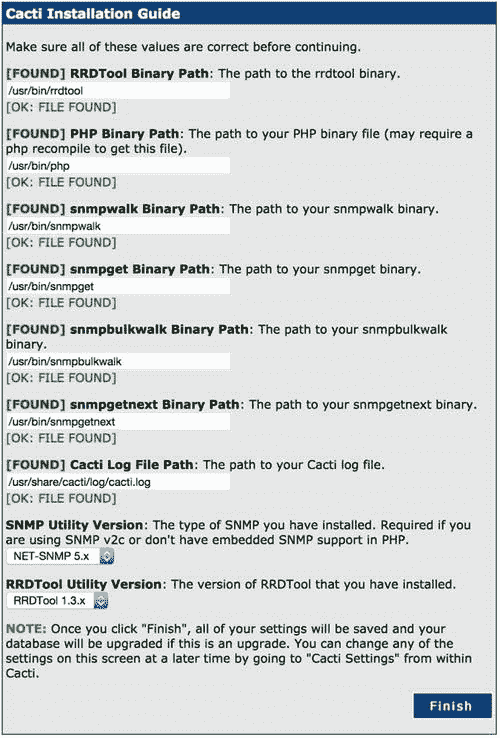 Cacti Installation Guide
Make sure all of these values are correct before continuing.
[FOUND] RRDTool Binary Path: The path to the rrdtool binary.
/usr/bin/rrdtool
[OK: FILE FOUND]
[FOUND] PHP Binary Path: The path to your PHP binary file (may require a
php recompile to get this file).
/usr/bin/php
[OK: FILE FOUND]
[FOUND] snmpwalk Binary Path: The path to your snmpwalk binary.
/usr/bin/snmpwalk
[OK: FILE FOUND]
[FOUND] snmpget Binary Path: The path to your snmpget binary.
/usr/bin/snmpget
[OK: FILE FOUND]
[FOUND] snmpbulkwalk Binary Path: The path to your snmpbulkwalk
binary.
/usr/bin/snmpbulkwalk
[OK: FILE FOUND]
[FOUND] snmpgetnext Binary Path: The path to your snmpgetnext binary.
/usr/bin/snmpgetnext
[OK: FILE FOUND]
[FOUND] Cacti Log File Path: The path to your Cacti log file.
/usr/share/cacti/log/cacti.log
[OK: FILE FOUND]
SNMP Utility Version: The type of SNMP you have installed. Required if you
are using SNMP v2c or don't have embedded SNMP support in PHP.
NET-SNMP 5.x
RRDTool Utility Version: The version of RRDTool that you have installed.
RRDTool 1.3.x
NOTE: Once you click "Finish", all of your settings will be saved and your
database will be upgraded if this is an upgrade. You can change any of the
settings on this screen at a later time by going to "Cacti Settings" from within
Cacti.
Finish